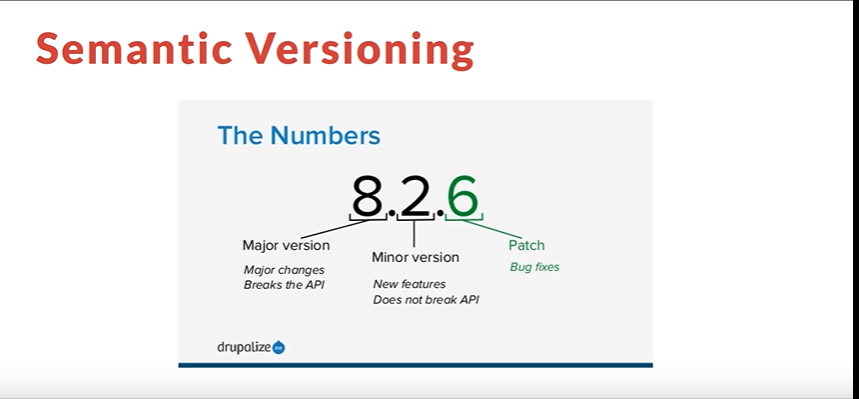 Semantic Versioning
The Numbers
8.2.6
Major version
Major changes
Breaks the API
Minor version
New features
Does not break API
Patch
Bug fixes
drupalize